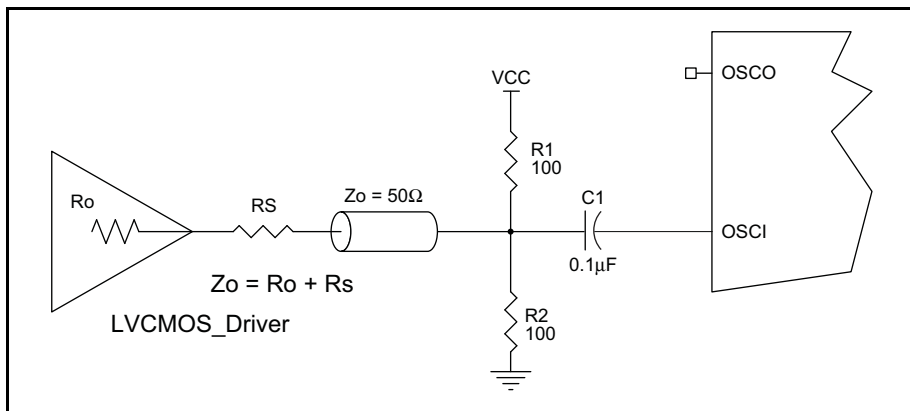 VCC
OSCO
R1
100
Ro
RS
Zo = 50Ω
C1
0.1μF
OSCI
Zo = Ro + Rs
LVCMOS_Driver
R2
100